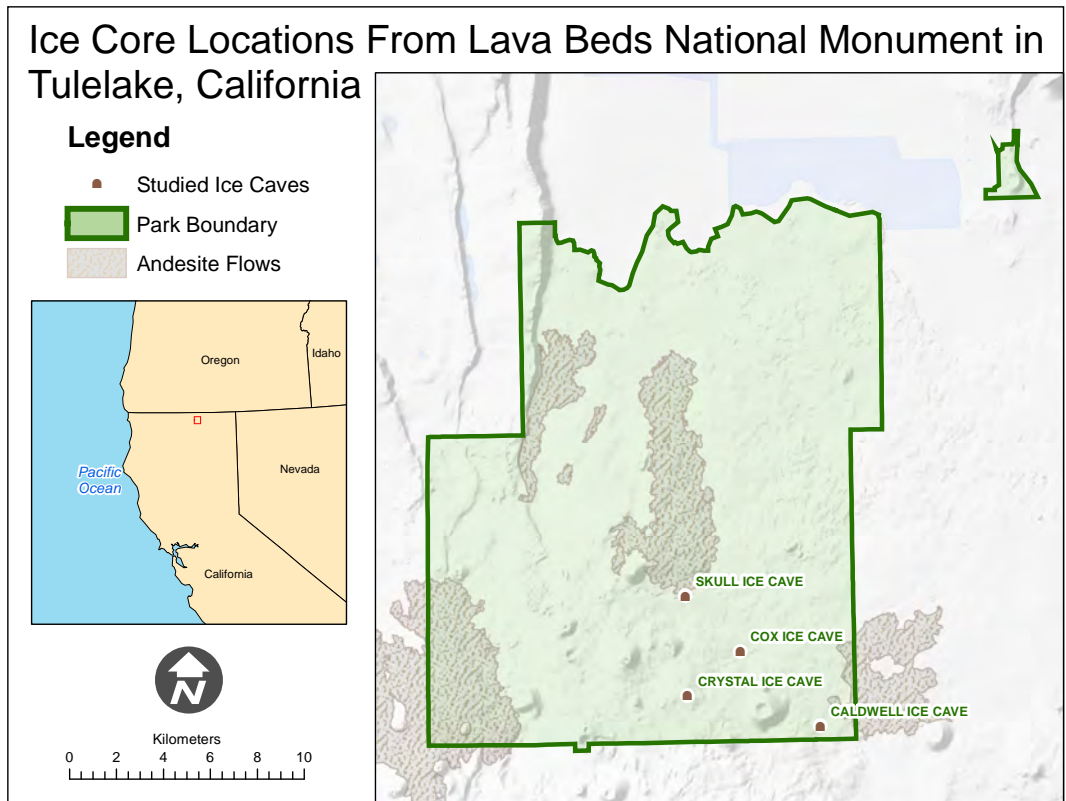 Ice Core Locations From Lava Beds National Monument in
Tulelake, California
Legend
Studied Ice Caves
Park Boundary
Andesite Flows
Oregon
Idaho
Pacific
Ocean
Nevada
California
N
Kilometers
0 2 4 6 8 10
SKULL ICE CAVE
COX ICE CAVE
CRYSTAL ICE CAVE
CALDWELL ICE CAVE